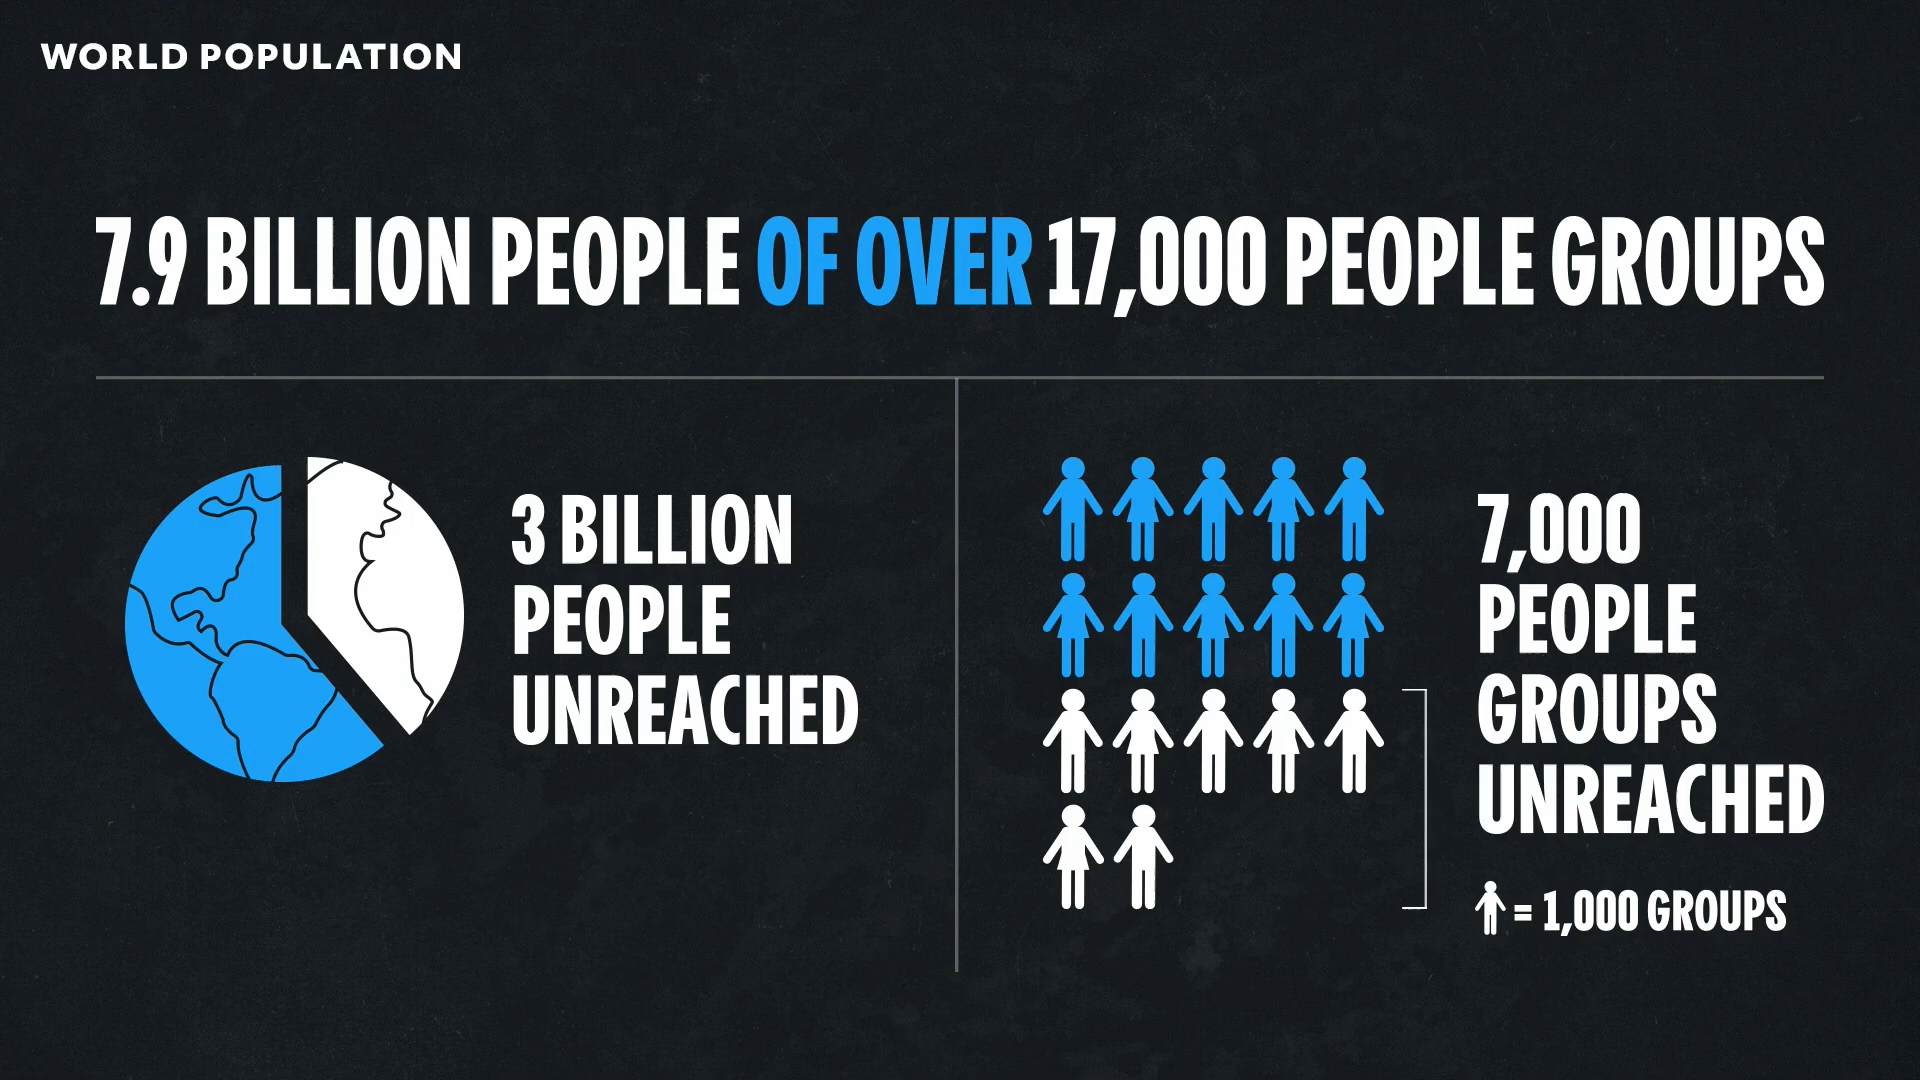 WORLD POPULATION
7.9 BILLION PEOPLE OF OVER 17,000 PEOPLE GROUPS
3 BILLION
PEOPLE
UNREACHED
7,000
PEOPLE
GROUPS
UNREACHED
= 1,000 GROUPS